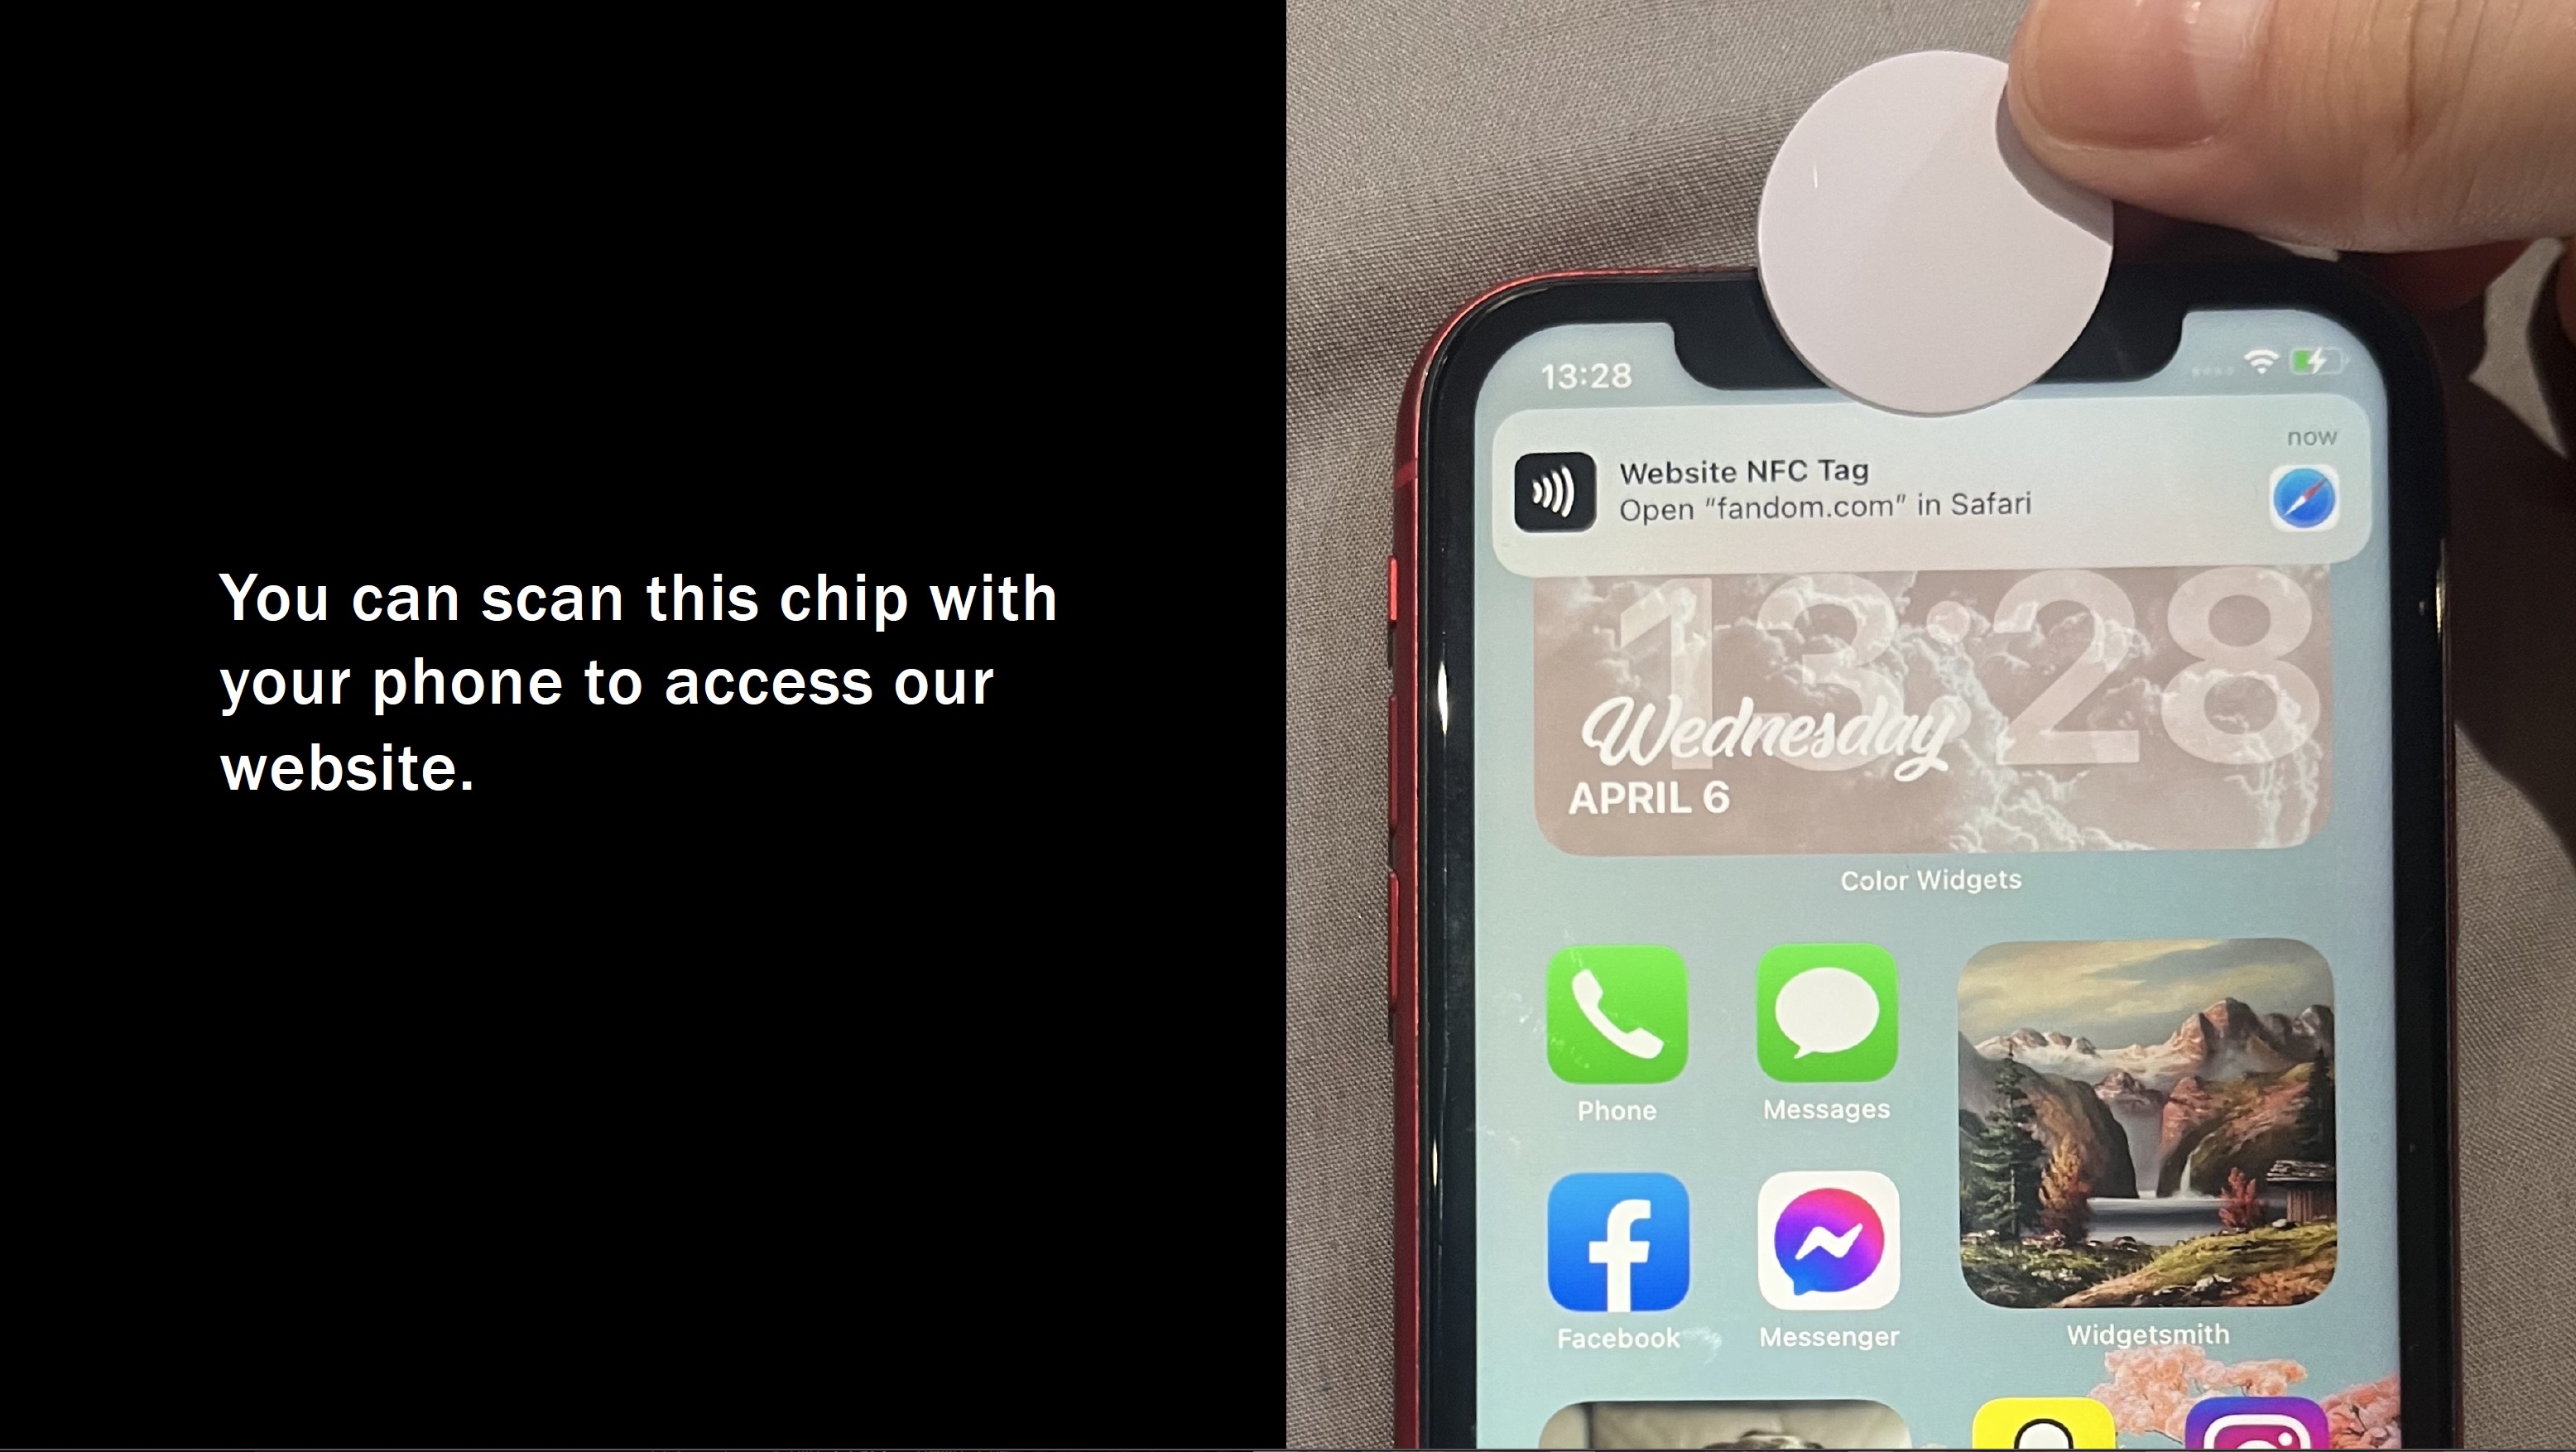 You can scan this chip with
your phone to access our
website.
13:28
now
Website NFC Tag
Open “fandom.com” in Safari
13:28
Wednesday
APRIL 6
Color Widgets
Phone
Messages
Facebook
Messenger
Widgetsmith